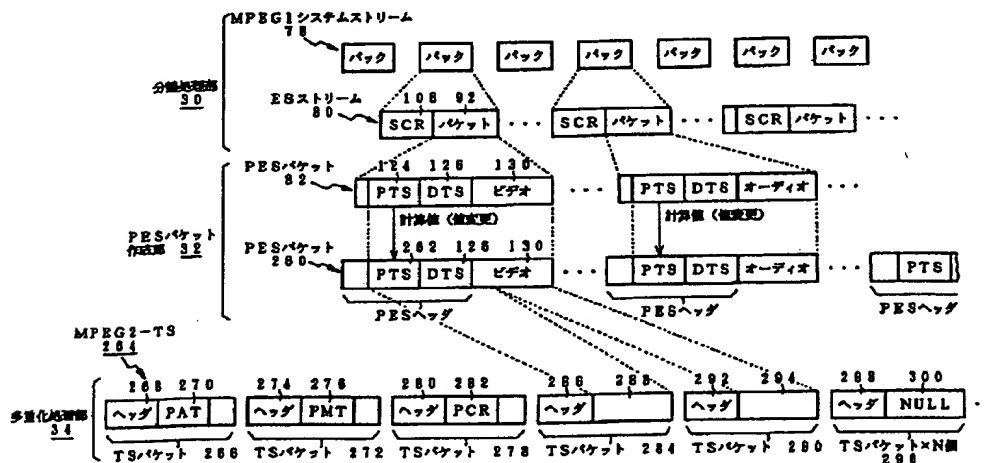 MPEG1システムストリーム
78
パック パック パック パック パック パック パック
分離処理部
30
ESストリーム
80
108 92
SCR パケット ・・・ SCR パケット ・・・ SCR パケット ・・・
PESパケット
82
124 126 130
PTS DTS ビデオ ・・・ PTS DTS オーディオ ・・・
計算値(値変更) 計算値(値変更)
PESパケット
作成部 32
PESパケット
260
262 126 130
PTS DTS ビデオ ・・・ PTS DTS オーディオ ・・・ PTS
PESヘッダ PESヘッダ
MPEG2-TS
264
多重化処理部
34
268 270 274 276 280 282 286 288 292 294 298 300
ヘッダ PAT ヘッダ PMT ヘッダ PCR ヘッダ ヘッダ ヘッダ NULL
TSパケット 266 TSパケット 272 TSパケット 278 TSパケット 284 TSパケット 290 TSパケット×N個
296